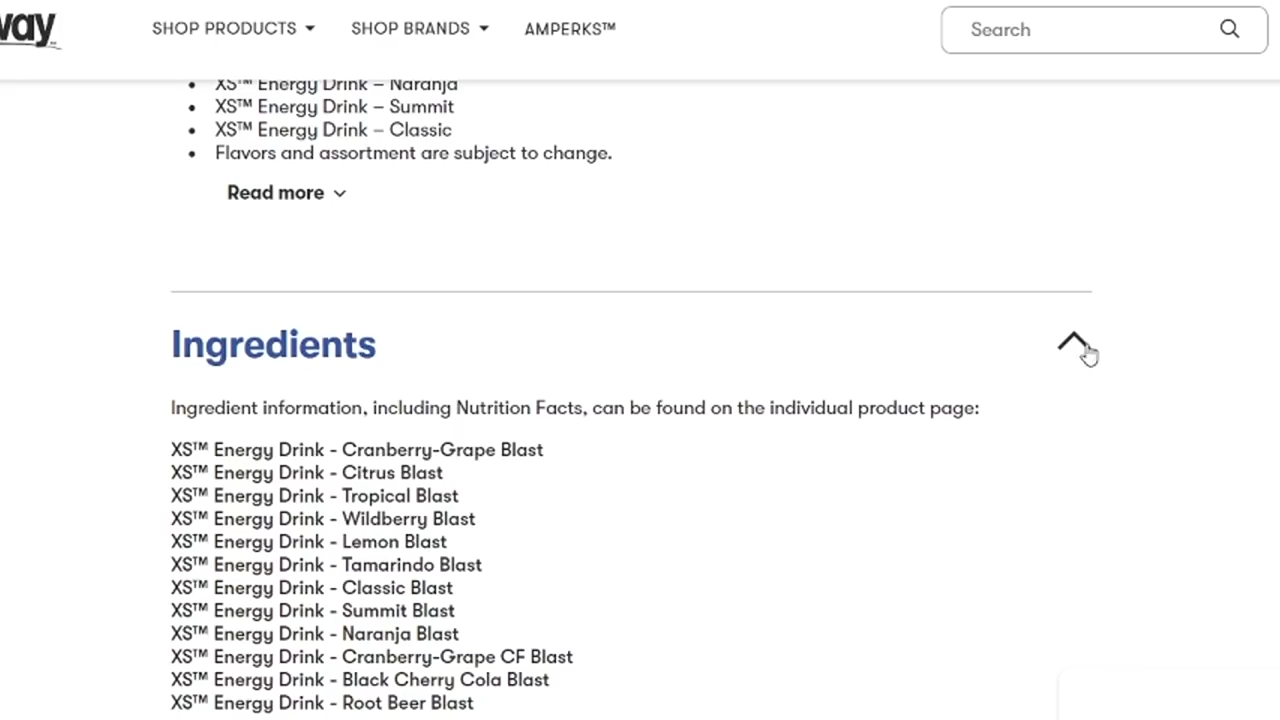 way
SHOP PRODUCTS
SHOP BRANDS
AMPERKS™
Search
XS™ Energy Drink – Naranja
XS™ Energy Drink – Summit
XS™ Energy Drink – Classic
Flavors and assortment are subject to change.
Read more
Ingredients
Ingredient information, including Nutrition Facts, can be found on the individual product page:
XS™ Energy Drink - Cranberry-Grape Blast
XS™ Energy Drink - Citrus Blast
XS™ Energy Drink - Tropical Blast
XS™ Energy Drink - Wildberry Blast
XS™ Energy Drink - Lemon Blast
XS™ Energy Drink - Tamarindo Blast
XS™ Energy Drink - Classic Blast
XS™ Energy Drink - Summit Blast
XS™ Energy Drink - Naranja Blast
XS™ Energy Drink - Cranberry-Grape CF Blast
XS™ Energy Drink - Black Cherry Cola Blast
XS™ Energy Drink - Root Beer Blast